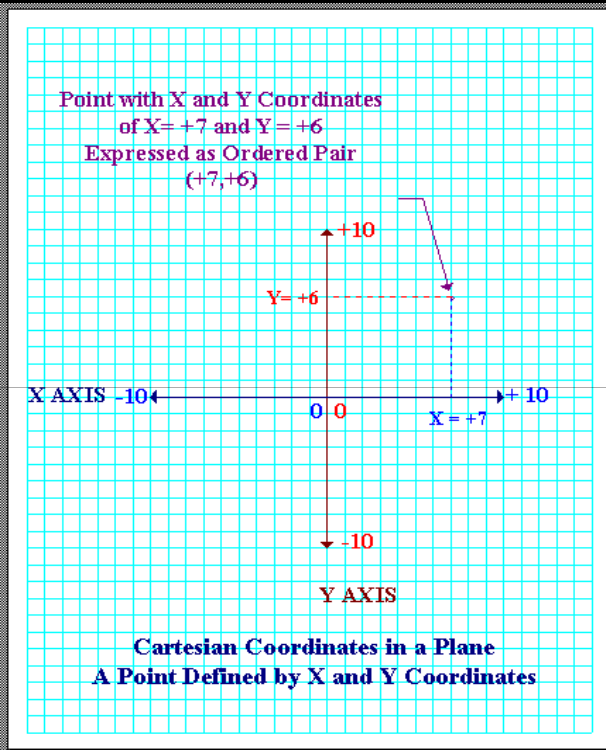 Point with X and Y Coordinates
of X= +7 and Y = +6
Expressed as Ordered Pair
(+7,+6)
+10
Y= +6
X AXIS -10 + 10
0 0
X = +7
-10
Y AXIS
Cartesian Coordinates in a Plane
A Point Defined by X and Y Coordinates